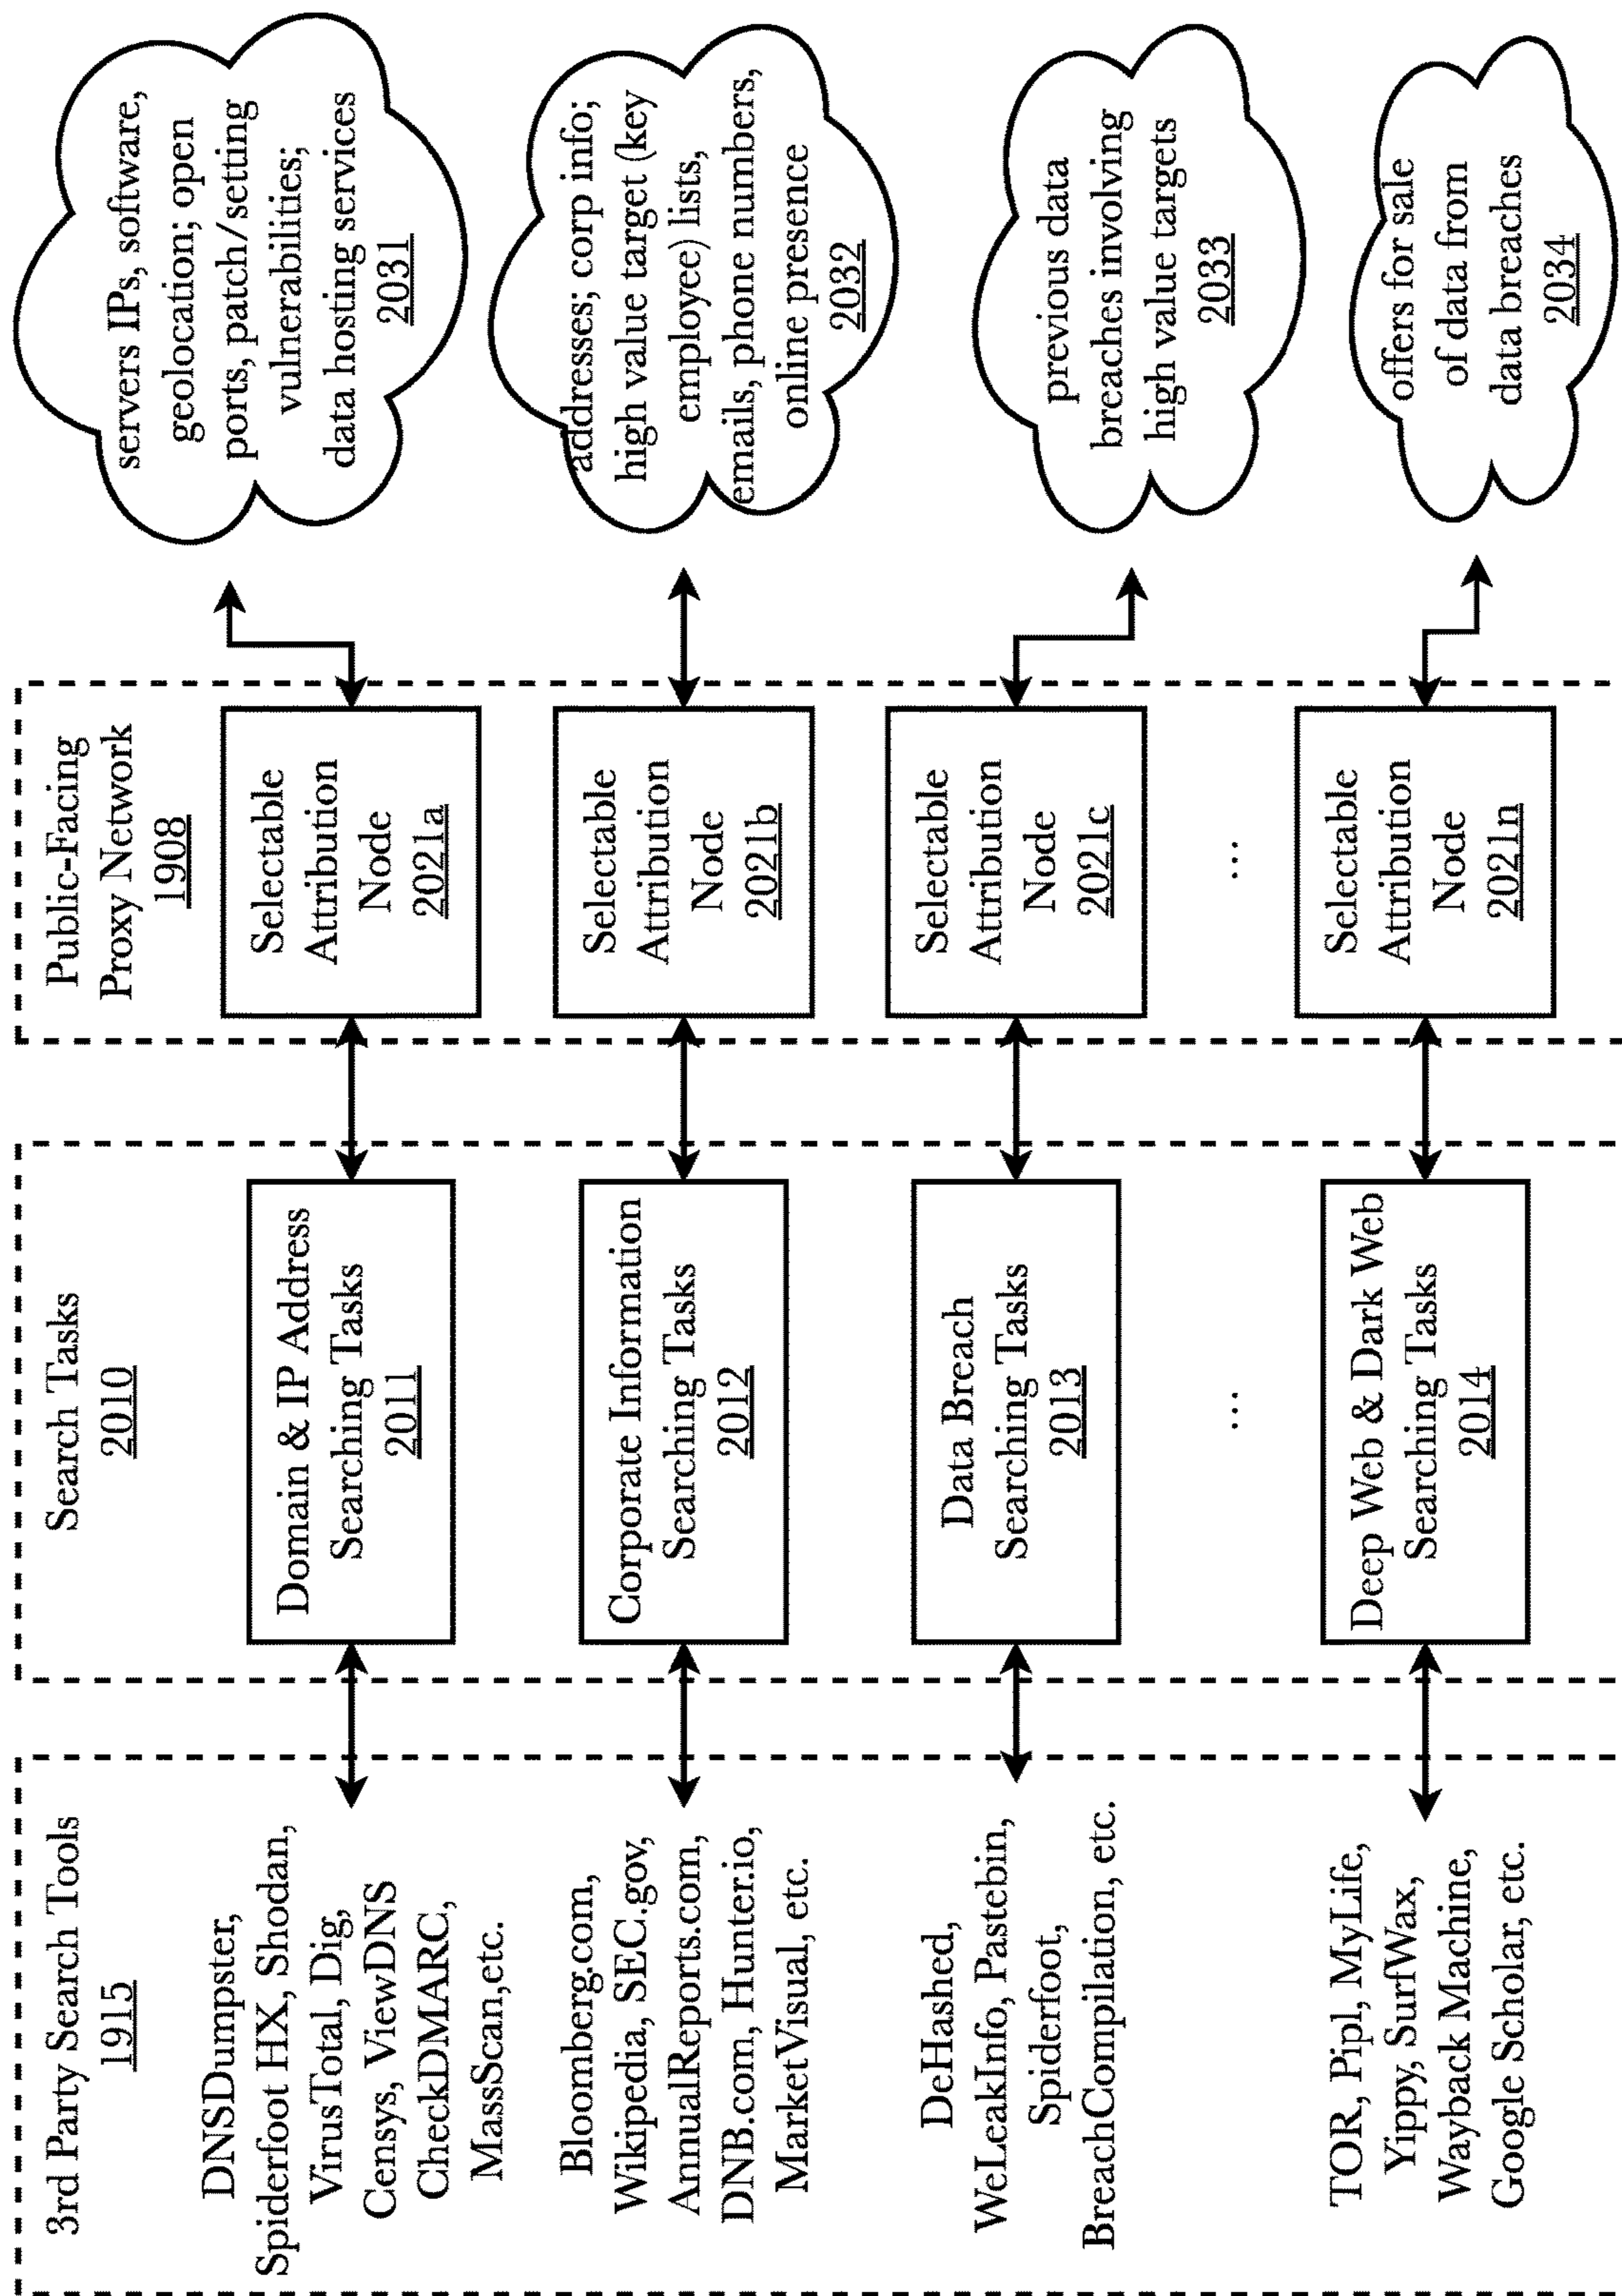 3rd Party Search Tools
1915
DNSDumpster,
Spiderfoot HX, Shodan,
VirusTotal, Dig,
Censys, ViewDNS
CheckDMARC,
MassScan,etc.
Bloomberg.com,
Wikipedia, SEC.gov,
AnnualReports.com,
DNB.com, Hunter.io,
MarketVisual, etc.
DeHashed,
WeLeakInfo, Pastebin,
Spiderfoot,
BreachCompilation, etc.
TOR, Pipl, MyLife,
Yippy, SurfWax,
Wayback Machine,
Google Scholar, etc.
Search Tasks
2010
Domain & IP Address
Searching Tasks
2011
Corporate Information
Searching Tasks
2012
Data Breach
Searching Tasks
2013
...
Deep Web & Dark Web
Searching Tasks
2014
Public-Facing
Proxy Network
1908
Selectable
Attribution
Node
2021a
Selectable
Attribution
Node
2021b
Selectable
Attribution
Node
2021c
...
Selectable
Attribution
Node
2021n
servers IPs, software,
geolocation; open
ports, patch/setting
vulnerabilities;
data hosting services
2031
addresses; corp info;
high value target (key
employee) lists,
emails, phone numbers,
online presence
2032
previous data
breaches involving
high value targets
2033
offers for sale
of data from
data breaches
2034